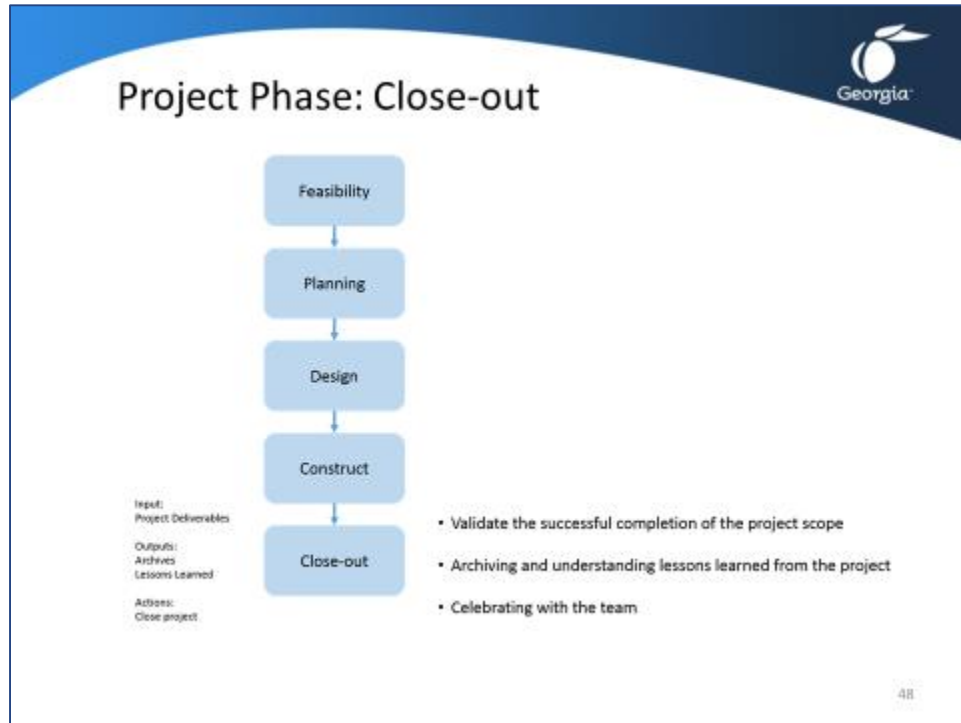 Georgia
Project Phase: Close-out
Feasibility
Planning
Design
Construct
Input:
Project Deliverables
Outputs:
Archives
Lessons Learned
Actions:
Close project
Close-out
• Validate the successful completion of the project scope
• Archiving and understanding lessons learned from the project
• Celebrating with the team
48